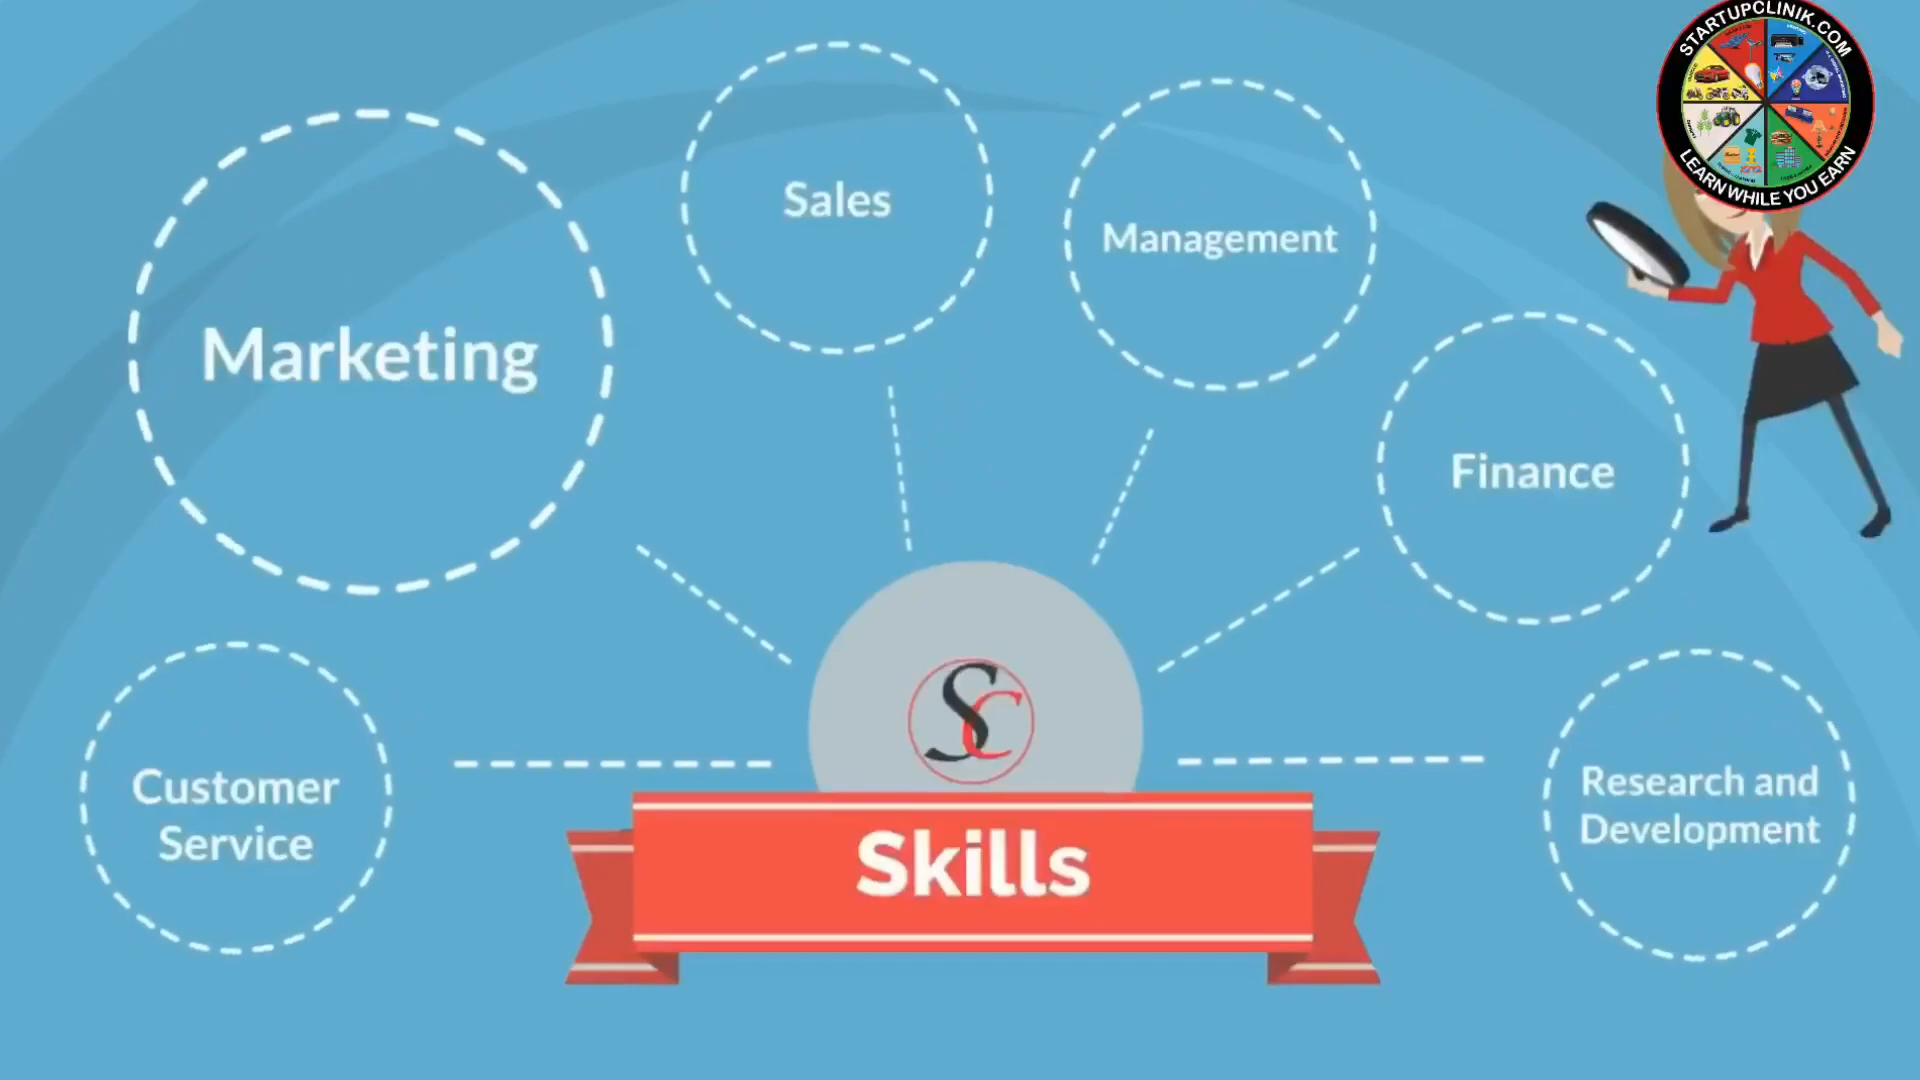 STARTUPCLINIK.COM
LEARN WHILE YOU EARN
Sales
Management
Marketing
Finance
Customer
Service
Research and
Development
SC
Skills